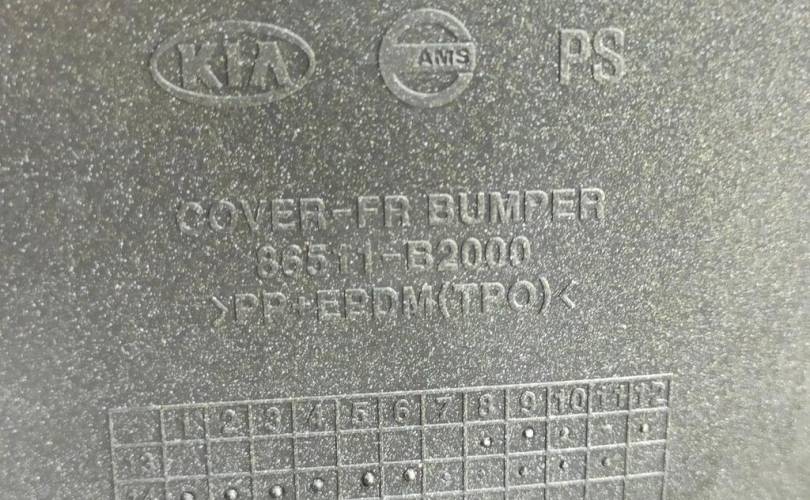 KIA AMS PS
COVER-FR BUMPER
86511-B2000
>PP+EPDM(TPO)<
1 2 3 4 5 6 7 8 9 10 11 12
13
14